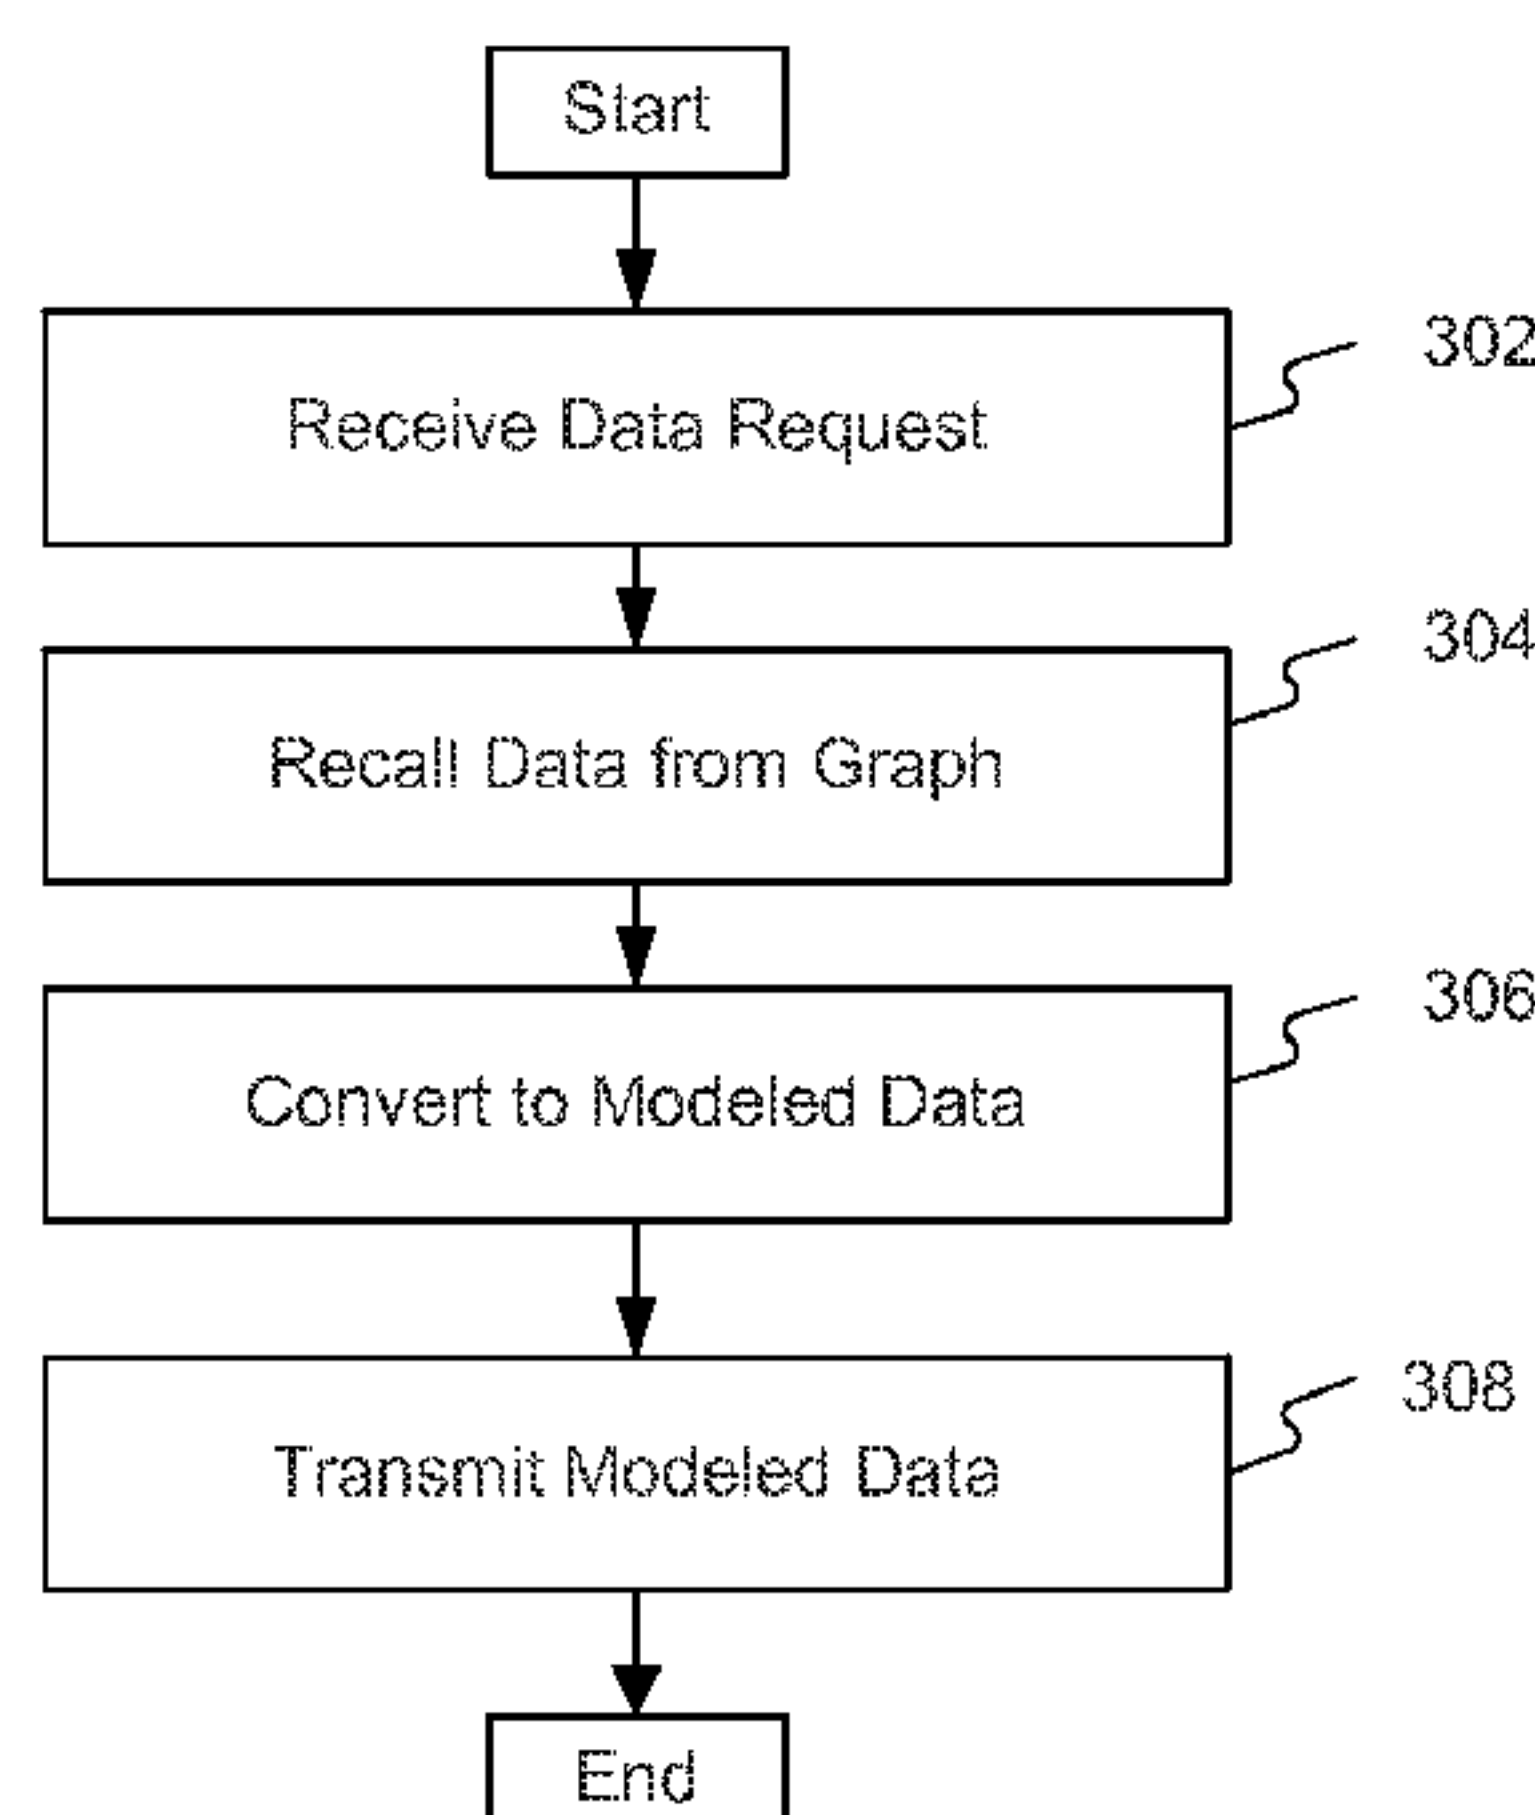 Start
Receive Data Request
302
Recall Data from Graph
304
Convert to Modeled Data
306
Transmit Modeled Data
308
End